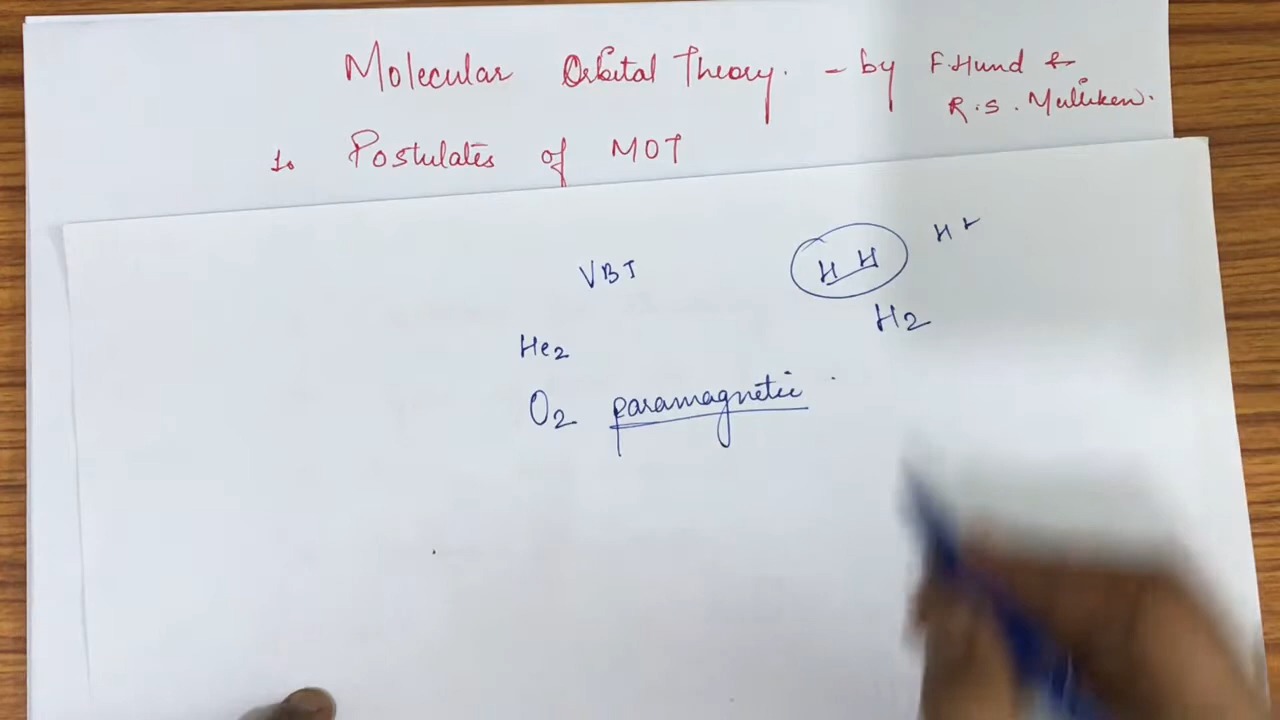 Molecular Orbital Theory. - by F. Hund &
R.S. Mulliken.
1. Postulates of MOT
VBT
H H
H2
He2
O2 paramagnetic